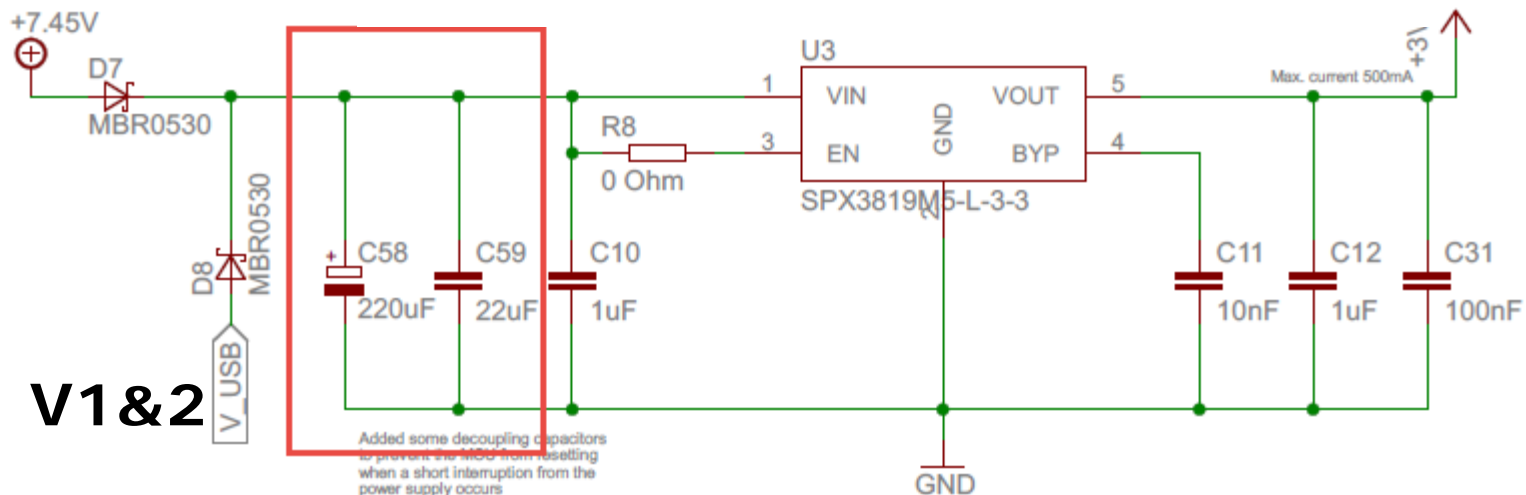 +7.45V
D7
MBR0530
D8
MBR0530
V_USB
V1&2
+
C58
220uF
C59
22uF
C10
1uF
R8
0 Ohm
U3
1
VIN
3
EN
GND
2
VOUT
5
BYP
4
SPX3819M5-L-3-3
Max. current 500mA
+3\
C11
10nF
C12
1uF
C31
100nF
GND
Added some decoupling capacitors
to prevent the MCU from resetting
when a short interruption from the
power supply occurs